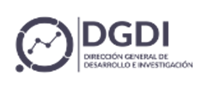 DGDI
DIRECCIÓN GENERAL DE
DESARROLLO E INVESTIGACIÓN